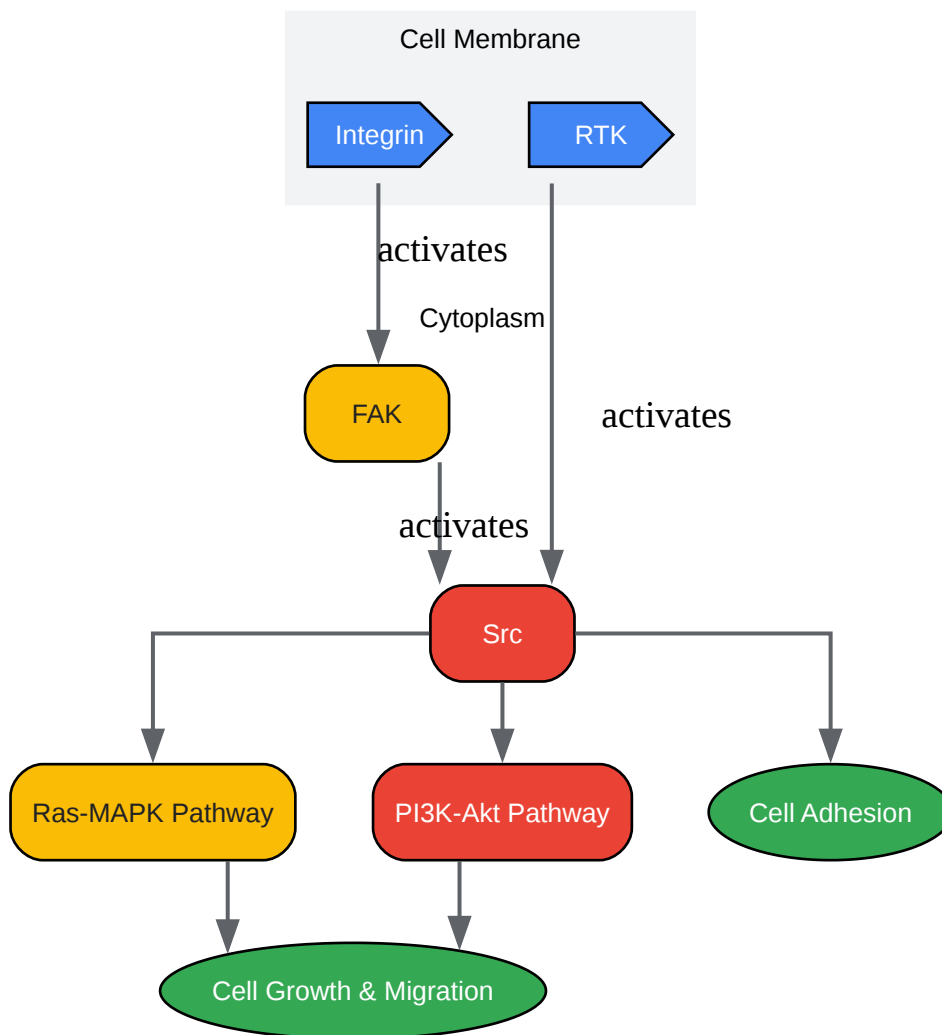 Cell Membrane
Integrin
RTK
activates
Cytoplasm
FAK
activates
activates
Src
Ras-MAPK Pathway
PI3K-Akt Pathway
Cell Adhesion
Cell Growth & Migration